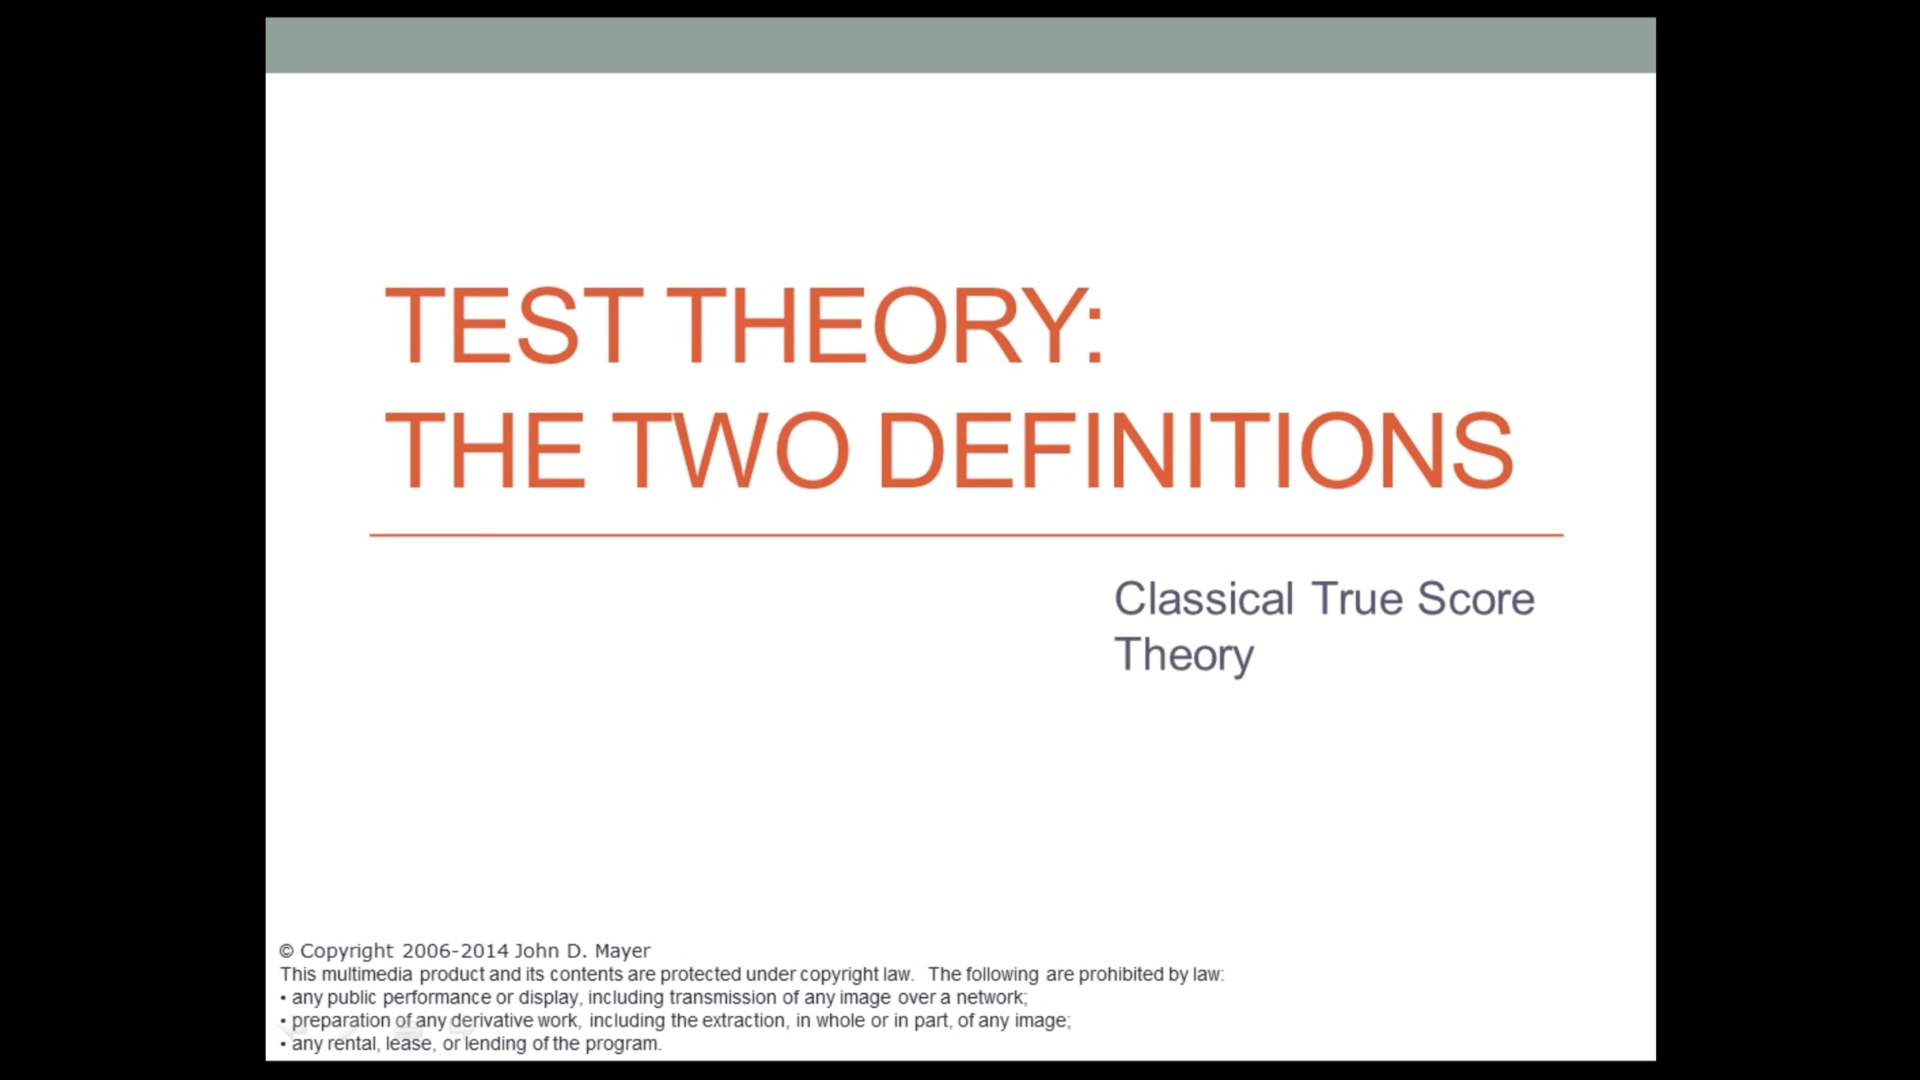 TEST THEORY:
THE TWO DEFINITIONS
Classical True Score
Theory
© Copyright 2006-2014 John D. Mayer
This multimedia product and its contents are protected under copyright law. The following are prohibited by law:
• any public performance or display, including transmission of any image over a network;
• preparation of any derivative work, including the extraction, in whole or in part, of any image;
• any rental, lease, or lending of the program.